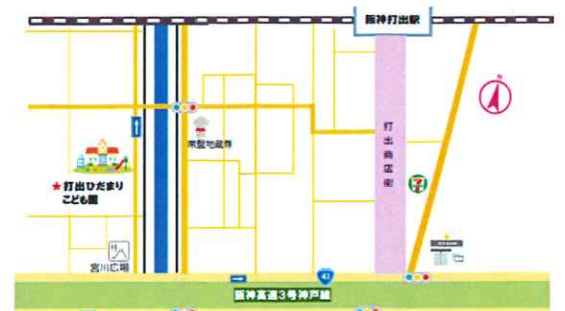 阪神打出駅
N
常盤地蔵尊
打出商店街
★打出ひだまり
こども園
7
宮川広場
43
阪神高速3号神戸線